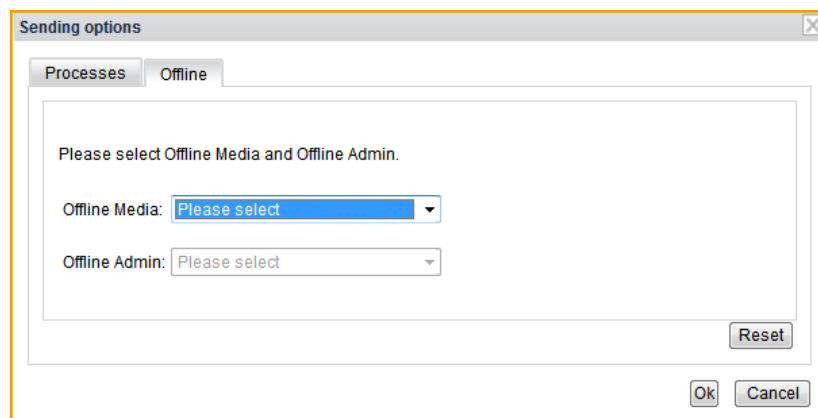 Sending options
Processes Offline
Please select Offline Media and Offline Admin.
Offline Media: Please select
Offline Admin: Please select
Reset
Ok Cancel